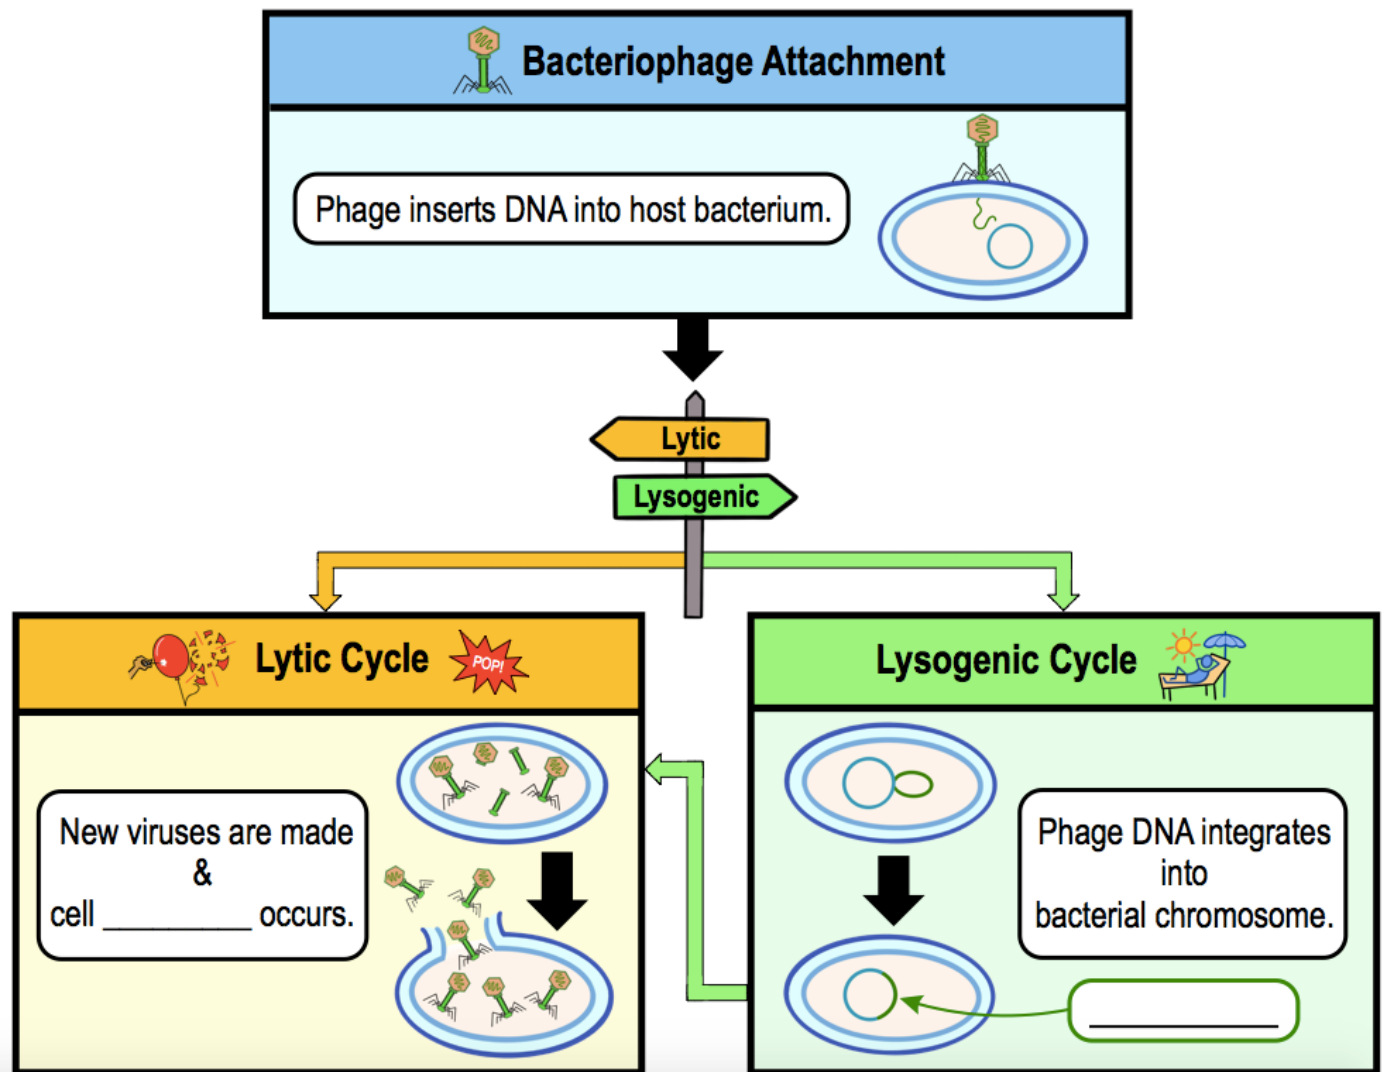 Bacteriophage Attachment
Phage inserts DNA into host bacterium.
Lytic
Lysogenic
Lytic Cycle
POP!
New viruses are made
&
cell __________ occurs.
Lysogenic Cycle
Phage DNA integrates
into
bacterial chromosome.
_____________